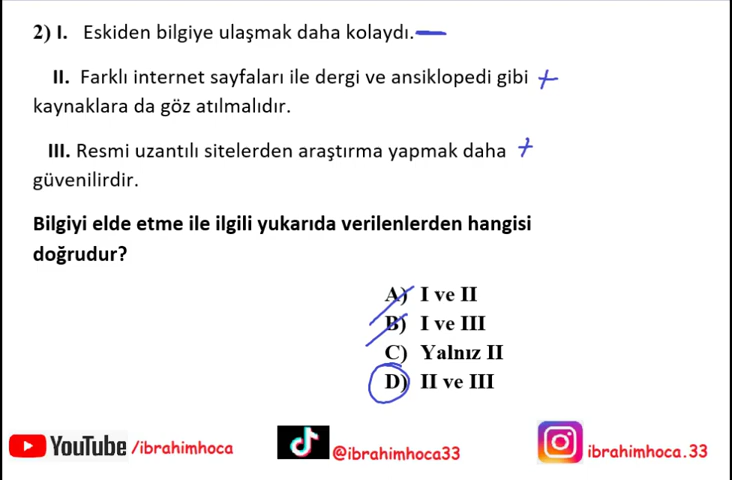 2) I. Eskiden bilgiye ulaşmak daha kolaydı. —
II. Farklı internet sayfaları ile dergi ve ansiklopedi gibi +
kaynaklara da göz atılmalıdır.
III. Resmi uzantılı sitelerden araştırma yapmak daha +
güvenilirdir.
Bilgiyi elde etme ile ilgili yukarıda verilenlerden hangisi
doğrudur?
A) I ve II
B) I ve III
C) Yalnız II
D) II ve III
YouTube /ibrahimhoca @ibrahimhoca33 ibrahimhoca.33